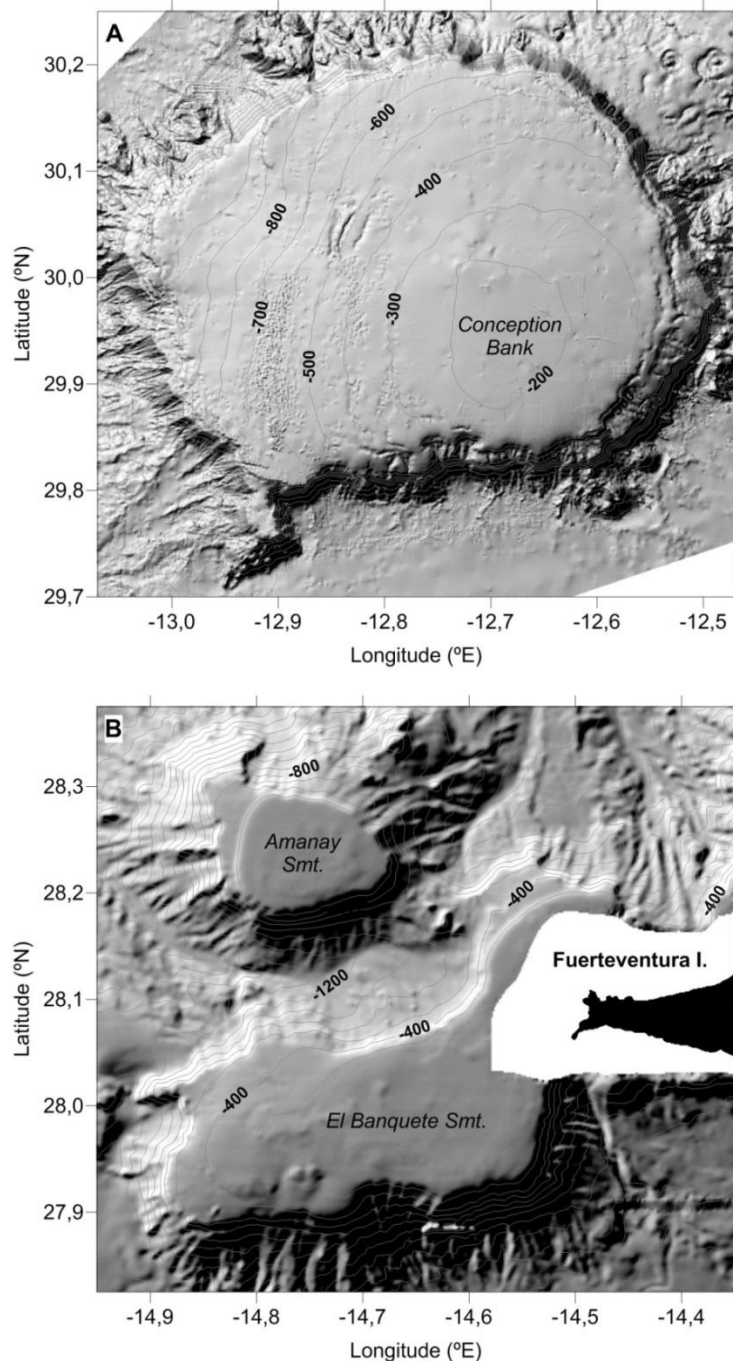 A
30,2
30,1
30,0
29,9
29,8
29,7
Latitude (ºN)
-600
-400
-800
-300
-700
-500
-200
Conception
Bank
-13,0 -12,9 -12,8 -12,7 -12,6 -12,5
Longitude (ºE)
B
28,3
28,2
28,1
28,0
27,9
Latitude (ºN)
-800
Amanay
Smt.
-400
-400
Fuerteventura I.
-1200
-400
-400
El Banquete Smt.
-14,9 -14,8 -14,7 -14,6 -14,5 -14,4
Longitude (ºE)